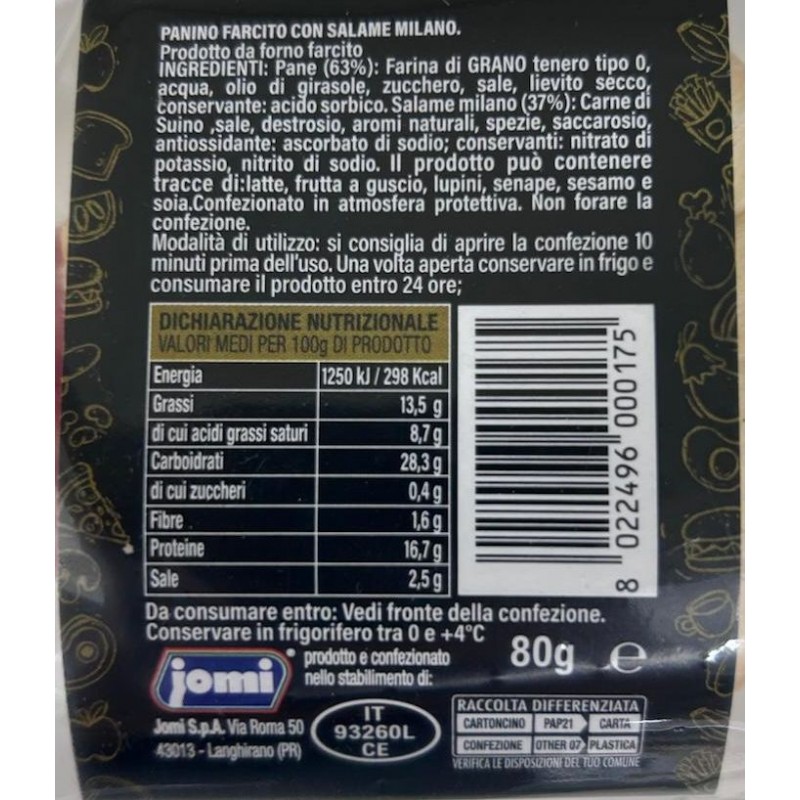 PANINO FARCITO CON SALAME MILANO.
Prodotto da forno farcito
INGREDIENTI: Pane (63%): Farina di GRANO tenero tipo 0,
acqua, olio di girasole, zucchero, sale, lievito secco,
conservante: acido sorbico. Salame milano (37%): Carne di
Suino ,sale, destrosio, aromi naturali, spezie, saccarosio,
antiossidante: ascorbato di sodio; conservanti: nitrato di
potassio, nitrito di sodio. Il prodotto può contenere
tracce di:latte, frutta a guscio, lupini, senape, sesamo e
soia.Confezionato in atmosfera protettiva. Non forare la
confezione.
Modalità di utilizzo: si consiglia di aprire la confezione 10
minuti prima dell'uso. Una volta aperta conservare in frigo e
consumare il prodotto entro 24 ore;
DICHIARAZIONE NUTRIZIONALE
VALORI MEDI PER 100g DI PRODOTTO
Energia 1250 kJ / 298 Kcal
Grassi 13,5 g
di cui acidi grassi saturi 8,7 g
Carboidrati 28,3 g
di cui zuccheri 0,4 g
Fibre 1,6 g
Proteine 16,7 g
Sale 2,5 g
8 022496 000175
Da consumare entro: Vedi fronte della confezione.
Conservare in frigorifero tra 0 e +4°C
80g e
jomi
prodotto e confezionato
nello stabilimento di:
Jomi S.p.A. Via Roma 50
43013 - Langhirano (PR)
IT
93260L
CE
RACCOLTA DIFFERENZIATA
CARTONCINO PAP21 CARTA
CONFEZIONE OTHER 07 PLASTICA
VERIFICA LE DISPOSIZIONI DEL TUO COMUNE